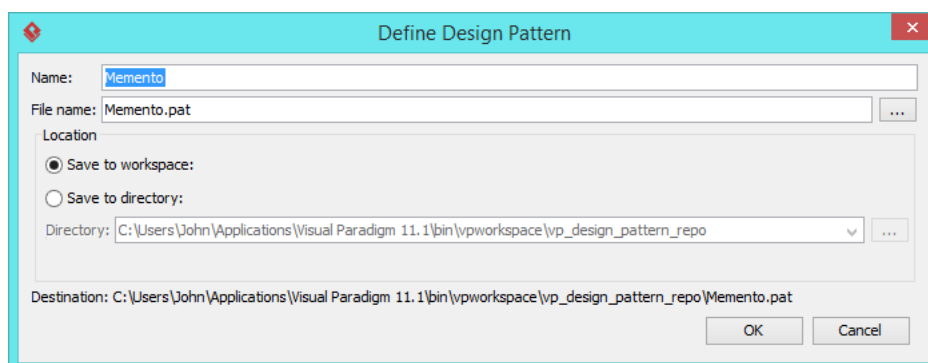 Define Design Pattern
Name: Memento
File name: Memento.pat ...
Location
Save to workspace:
Save to directory:
Directory: C:\Users\John\Applications\Visual Paradigm 11.1\bin\vpworkspace\vp_design_pattern_repo ...
Destination: C:\Users\John\Applications\Visual Paradigm 11.1\bin\vpworkspace\vp_design_pattern_repo\Memento.pat
OK Cancel